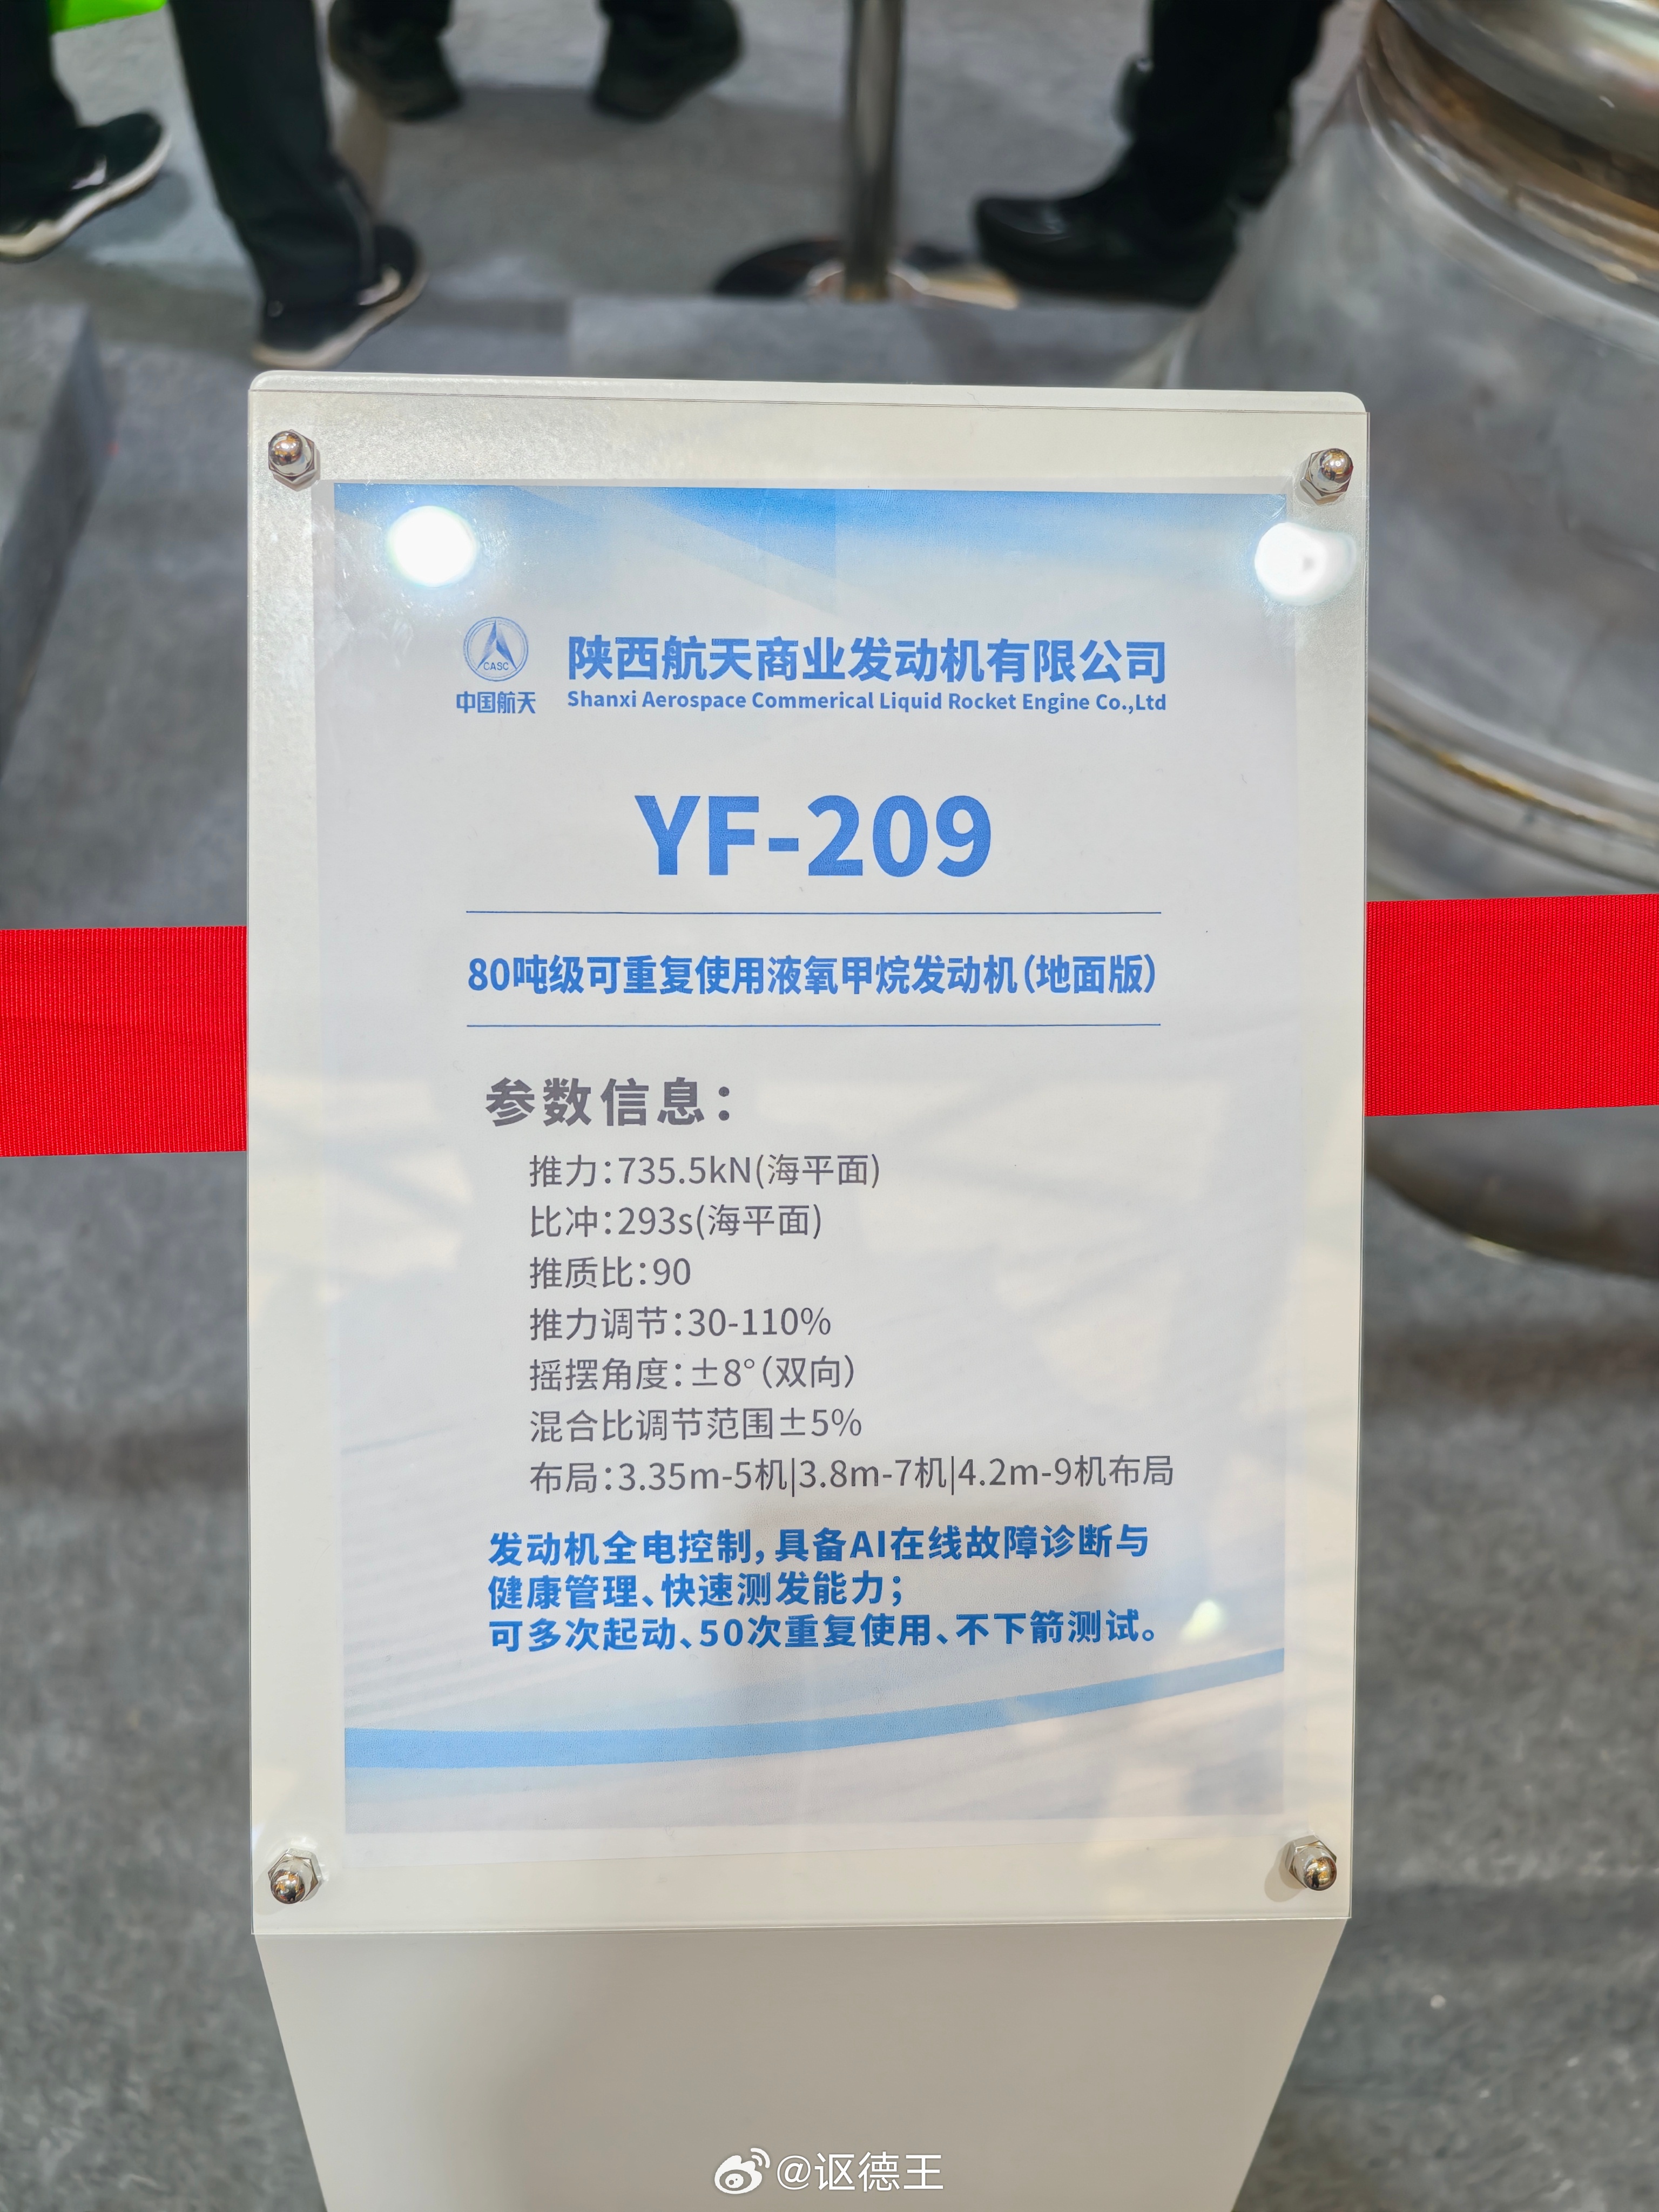 CASC
中国航天
陕西航天商业发动机有限公司
Shanxi Aerospace Commerical Liquid Rocket Engine Co.,Ltd
YF-209
80吨级可重复使用液氧甲烷发动机(地面版)
参数信息：
推力：735.5kN(海平面)
比冲：293s(海平面)
推质比：90
推力调节：30-110%
摇摆角度：±8°(双向)
混合比调节范围±5%
布局：3.35m-5机|3.8m-7机|4.2m-9机布局
发动机全电控制，具备AI在线故障诊断与
健康管理、快速测发能力；
可多次起动、50次重复使用、不下箭测试。
@讴德王